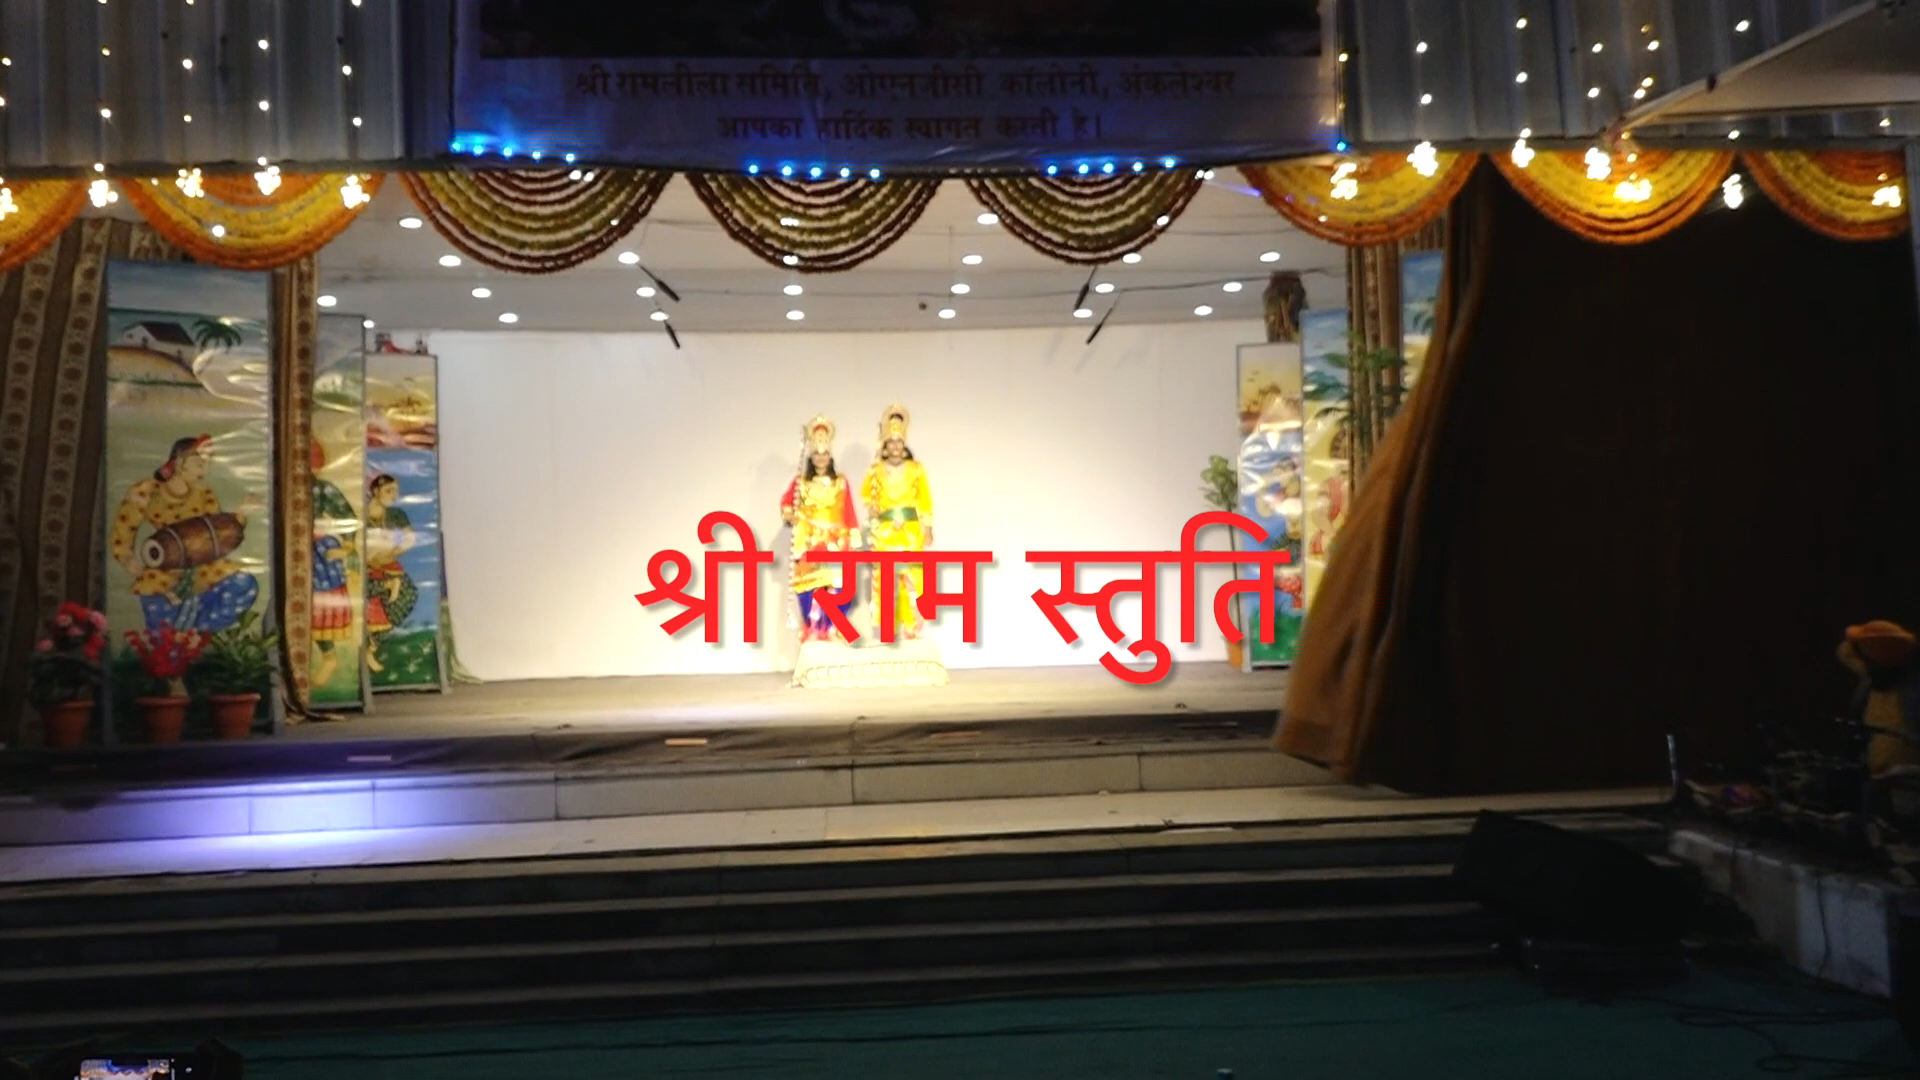 श्री रामलीला समिति, ओएनजीसी कॉलोनी, अंकलेश्वर
आपका हार्दिक स्वागत करती है।
श्री राम स्तुति